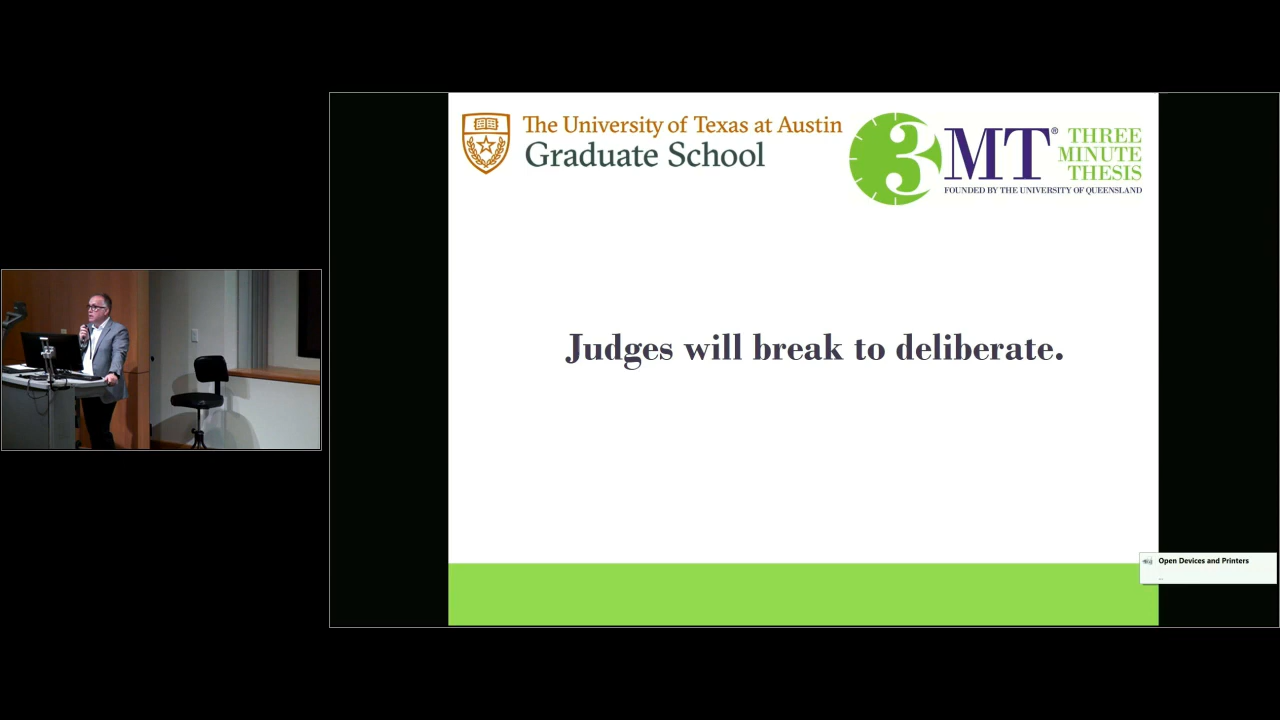 The University of Texas at Austin
Graduate School
3MT® THREE
MINUTE
THESIS
FOUNDED BY THE UNIVERSITY OF QUEENSLAND
Judges will break to deliberate.
Open Devices and Printers